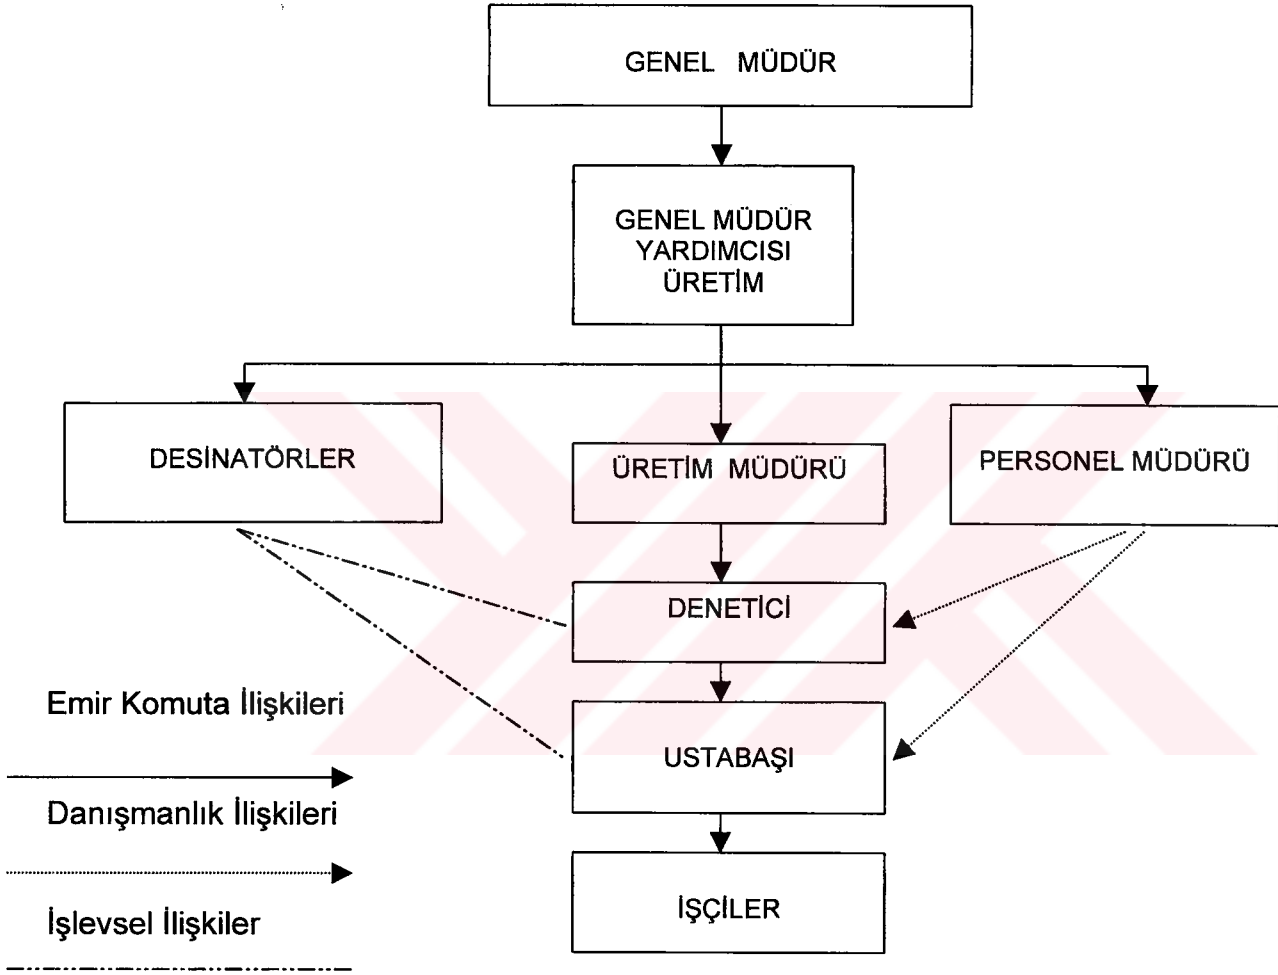 GENEL MÜDÜR
GENEL MÜDÜR
YARDIMCISI
ÜRETİM
DESİNATÖRLER
ÜRETİM MÜDÜRÜ
PERSONEL MÜDÜRÜ
DENETİCİ
Emir Komuta İlişkileri
USTABAŞI
Danışmanlık İlişkileri
İŞÇİLER
İşlevsel İlişkiler